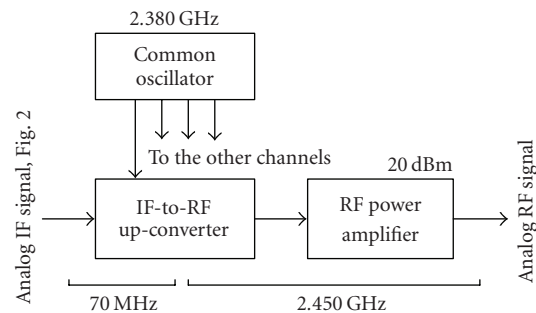 2.380 GHz
Common
oscillator
To the other channels
Analog IF signal, Fig. 2
IF-to-RF
up-converter
20 dBm
RF power
amplifier
Analog RF signal
70 MHz
2.450 GHz